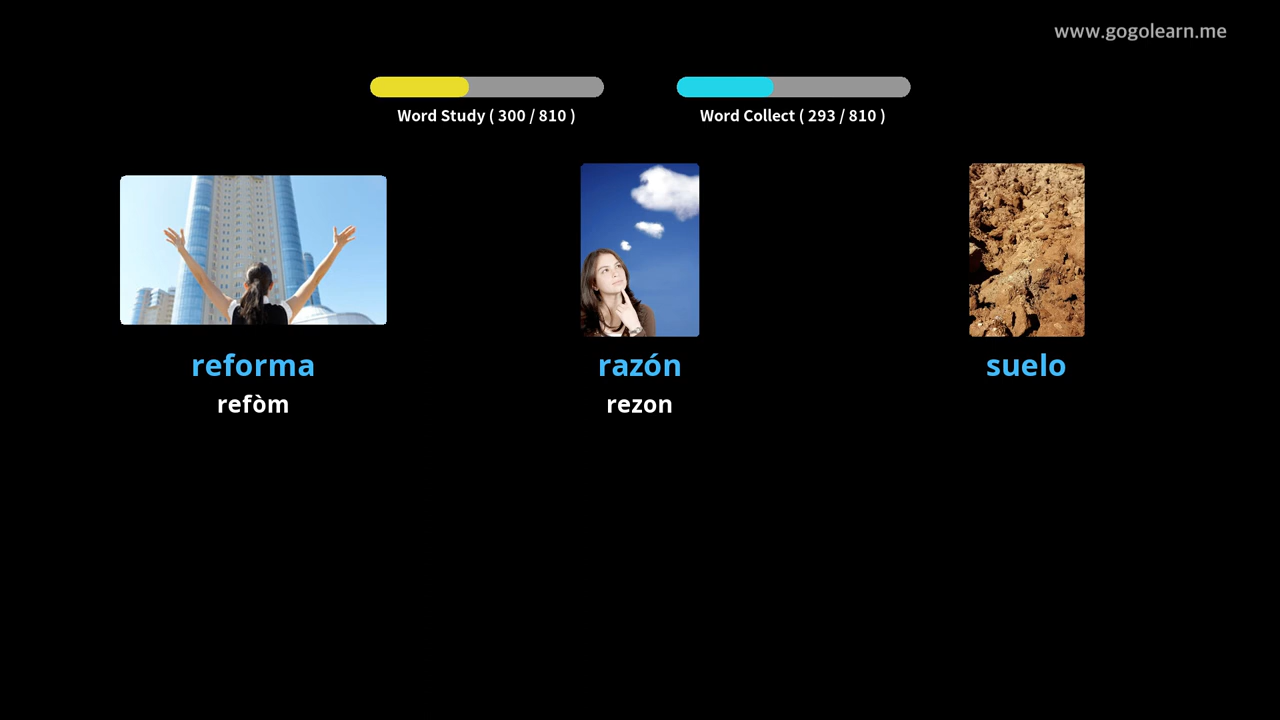 www.gogolearn.me
Word Study ( 300 / 810 )
Word Collect ( 293 / 810 )
reforma
refòm
razón
rezon
suelo